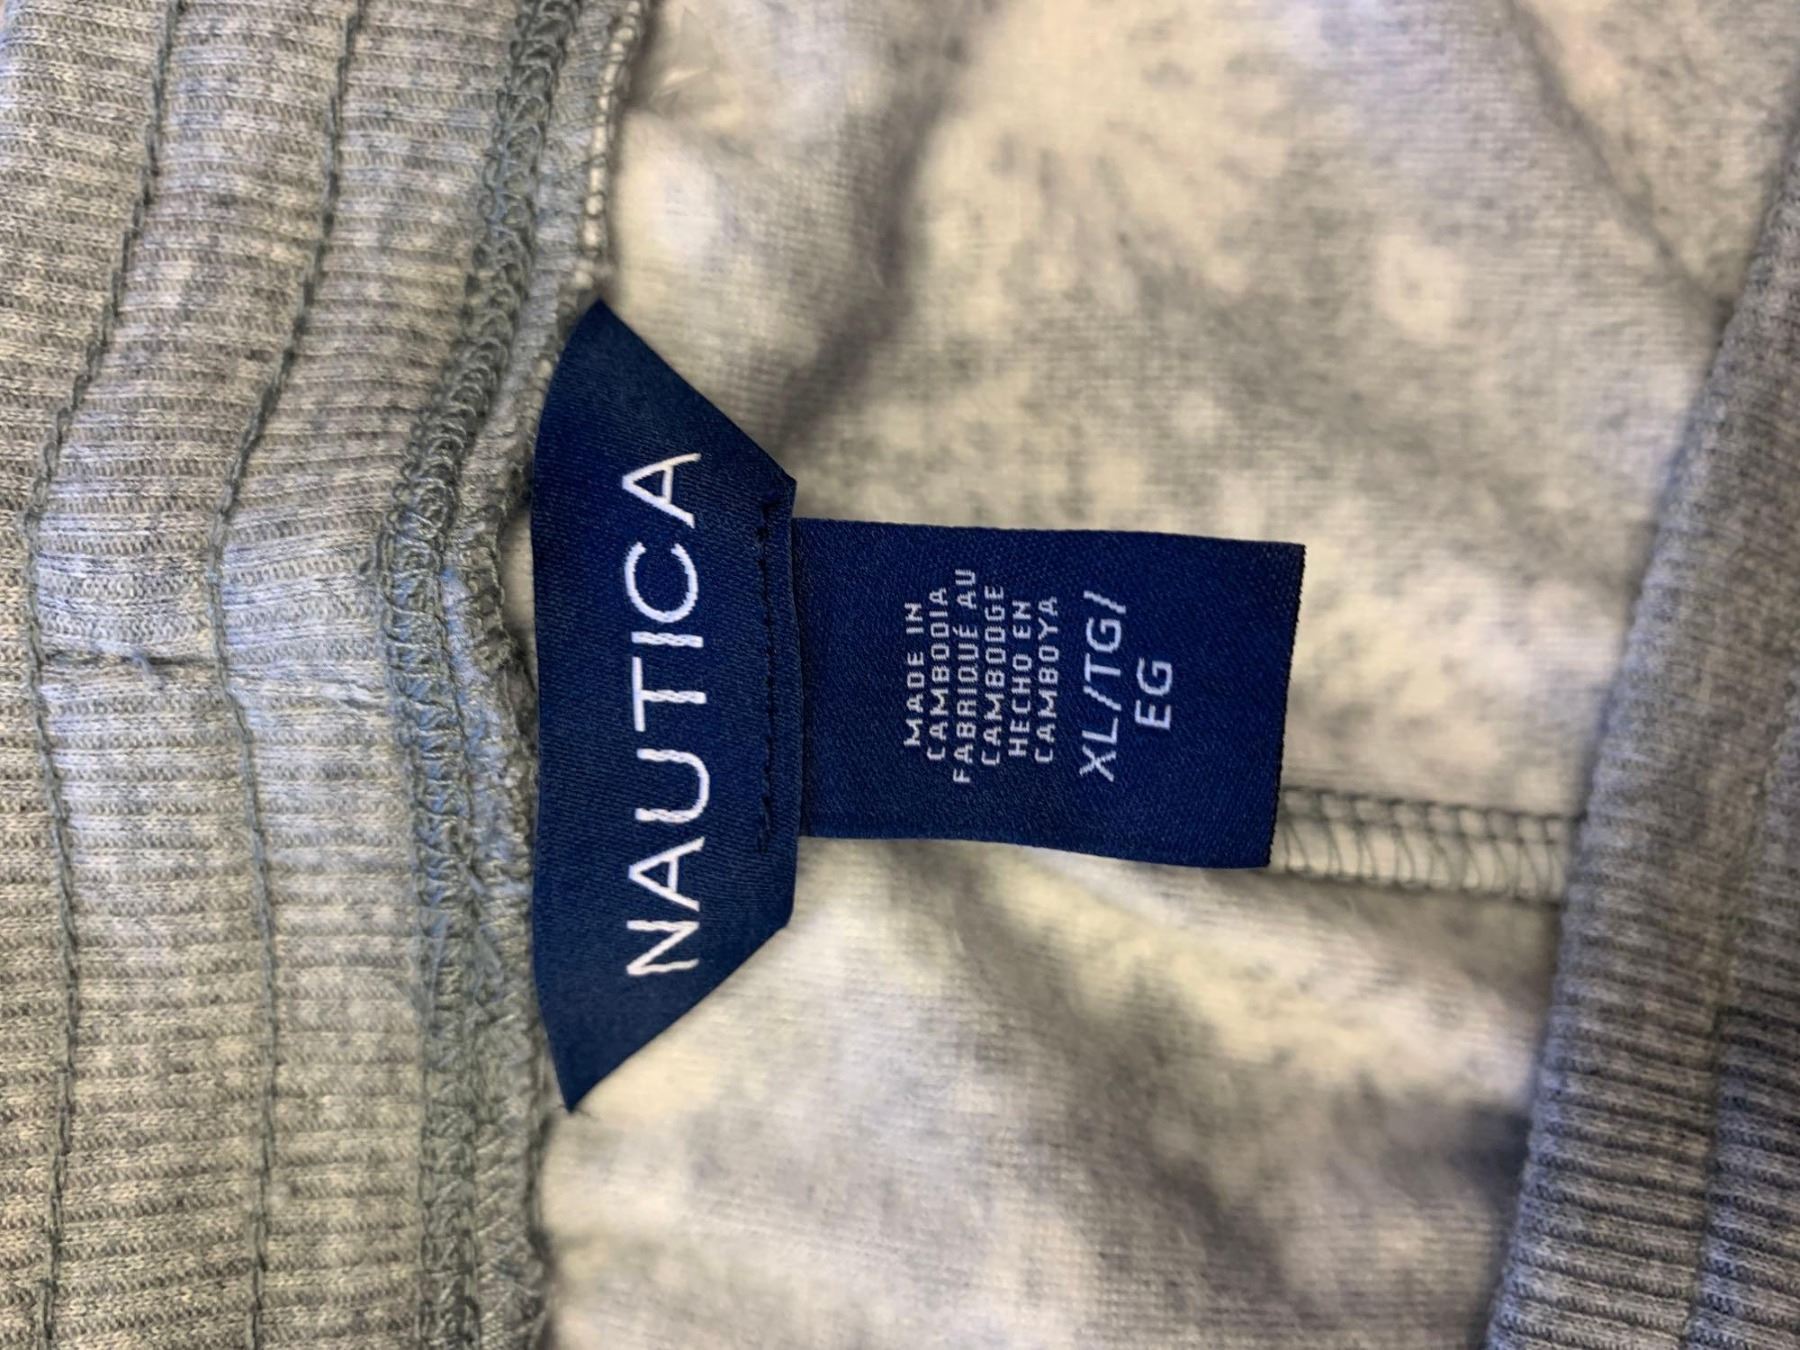 NAUTICA
MADE IN
CAMBODIA
FABRIQUÉ AU
CAMBODGE
HECHO EN
CAMBOYA
XL/TG/
EG